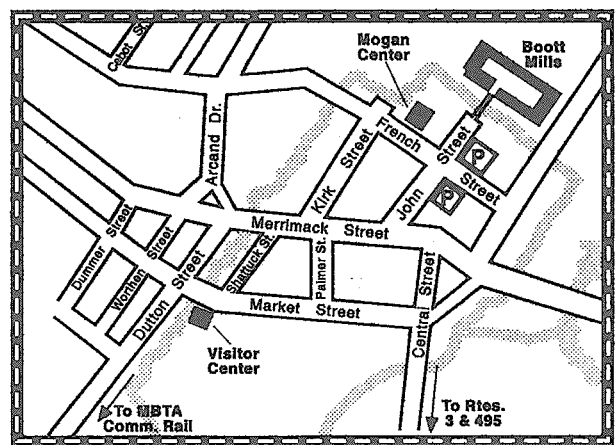 Cabot St.
Mogan
Center
Boott
Mills
Arcand Dr.
French
Street
Kirk
Street
John
Street
P
P
Street
Merrimack Street
Dummer
Street
Worthen
Street
Dutton
Street
Shattuck St.
Palmer St.
Central
Street
Market Street
Visitor
Center
To MBTA
Comm. Rail
To Rtes.
3 & 495